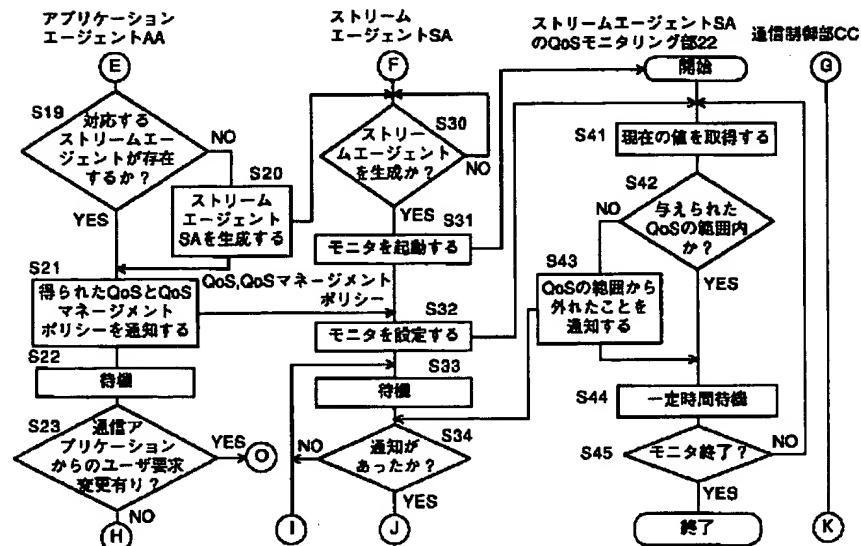 アプリケーション
エージェントAA
E
S19
対応する
ストリームエー
ジェントが存在
するか?
NO
YES
S20
ストリーム
エージェント
SAを生成する
S21
得られたQoSとQoS
マネージメント
ポリシーを通知する
S22
待機
S23
通信ア
プリケーション
からのユーザ要求
変更有り?
YES
O
NO
H
ストリーム
エージェントSA
F
S30
ストリー
ムエージェント
を生成か?
NO
YES
S31
モニタを起動する
QoS,QoSマネージメント
ポリシー
S32
モニタを設定する
S33
待機
S34
通知が
あったか?
NO
YES
I
J
ストリームエージェントSA
のQoSモニタリング部22
開始
S41
現在の値を取得する
S42
与えられた
QoSの範囲内
か?
NO
YES
S43
QoSの範囲から
外れたことを
通知する
S44
一定時間待機
S45
モニタ終了?
NO
YES
終了
通信制御部CC
G
K